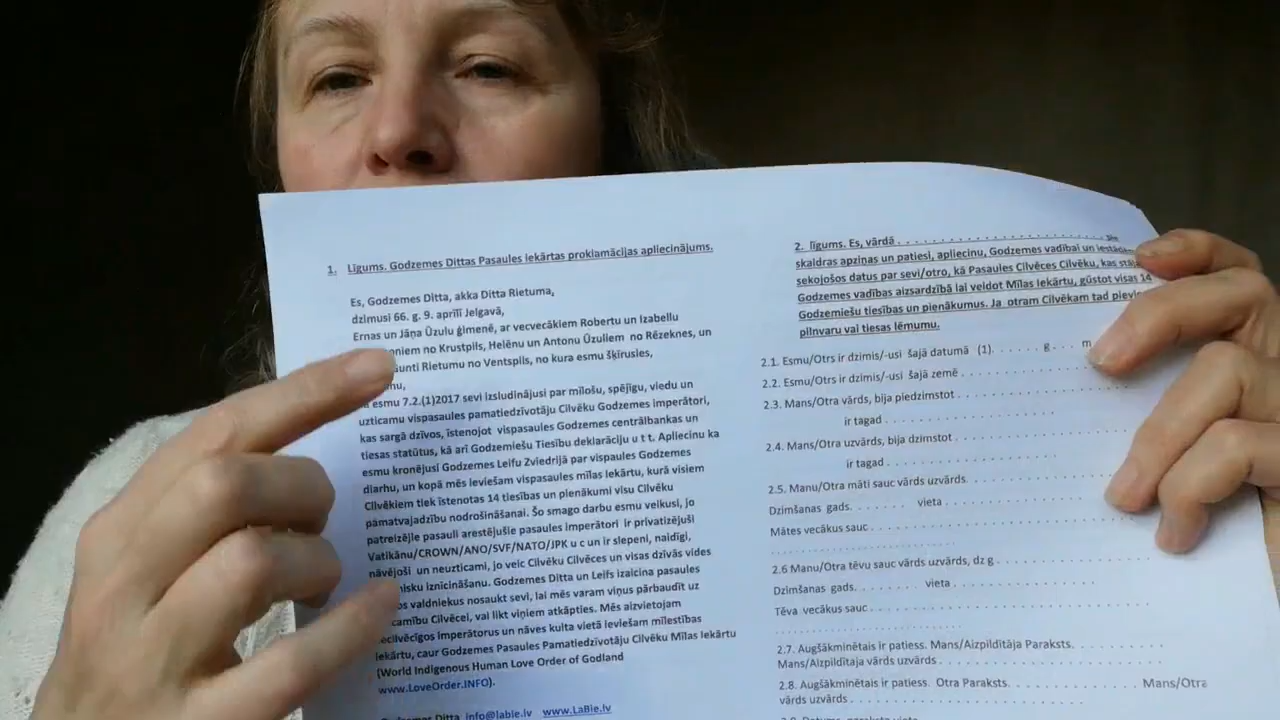 1. Līgums. Godzemes Dittas Pasaules Iekārtas proklamācijas apliecinājums.
Es, Godzemes Ditta, akka Ditta Rietuma,
dzimusi 66. g. 9. aprīlī Jelgavā,
Ernas un Jāņa Ūzulu ģimenē, ar vecvecākiem Robertu un Izabellu
no Krustpils, Helēnu un Antonu Ūzuliem no Rēzeknes, un
Rietumu no Ventspils, no kura esmu šķīrusies,
esmu 7.2.(1)2017 sevi izsludinājusi par mīlošu, spējīgu, viedu un
uzticamu vispasaules pamatiedzīvotāju Cilvēku Godzemes imperātori,
kas sargā dzīvos, īstenojot vispasaules Godzemes centrālbankas un
tiesas statūtus, kā arī Godzemiešu Tiesību deklarāciju u t t. Apliecinu ka
esmu kronējusi Godzemes Leifu Zviedrijā par vispaules Godzemes
diarhu, un kopā mēs ieviešam vispasaules mīlas Iekārtu, kurā visiem
Cilvēkiem tiek īstenotas 14 tiesības un pienākumi visu Cilvēku
pamatvajadzību nodrošināšanai. Šo smago darbu esmu veikusi, jo
patreizējie pasauli arestējušie pasaules imperātori ir privatizējuši
Vatikānu/CROWN/ANO/SVF/NATO/JPK u c un ir slepeni, naidīgi,
nāvējoši un neuzticami, jo veic Cilvēku Cilvēces un visas dzīvās vides
iznīcināšanu. Godzemes Ditta un Leifs izaicina pasaules
valdniekus nosaukt sevi, lai mēs varam viņus pārbaudīt uz
Cilvēcei, vai likt viņiem atkāpties. Mēs aizvietojam
necilvēcīgos Imperātorus un nāves kulta vietā ieviešam mīlestības
Iekārtu, caur Godzemes Pasaules Pamatiedzīvotāju Cilvēku Mīlas Iekārtu
(World Indigenous Human Love Order of Godland
www.LoveOrder.INFO).
Ditta info@labie.lv www.LaBie.lv
2. līgums. Es, vārdā
skaidras apziņas un patiesi, apliecinu, Godzemes vadībai un
sekojošos datus par sevi/otro, kā Pasaules Cilvēces Cilvēku, kas
Godzemes vadības aizsardzībā lai veidot Mīlas Iekārtu, gūstot visas 14
Godzemiešu tiesības un pienākumus. Ja otram Cilvēkam tad
pilnvaru vai tiesas lēmumu.
2.1. Esmu/Otrs ir dzimis/-usi šajā datumā (1). . . . . . . g. . . . . m
2.2. Esmu/Otrs ir dzimis/-usi šajā zemē
2.3. Mans/Otra vārds, bija piedzimstot
ir tagad
2.4. Mans/Otra uzvārds, bija dzimstot
ir tagad
2.5. Manu/Otra māti sauc vārds uzvārds.
Dzimšanas gads. vieta
Mātes vecākus sauc
2.6 Manu/Otra tēvu sauc vārds uzvārds, dz g
Dzimšanas gads. vieta
Tēva vecākus sauc
2.7. Augšākminētais ir patiess. Mans/Aizpildītāja Paraksts.
Mans/Aizpildītāja vārds uzvārds
2.8. Augšākminētais ir patiess. Otra Paraksts. Mans/Otra
vārds uzvārds